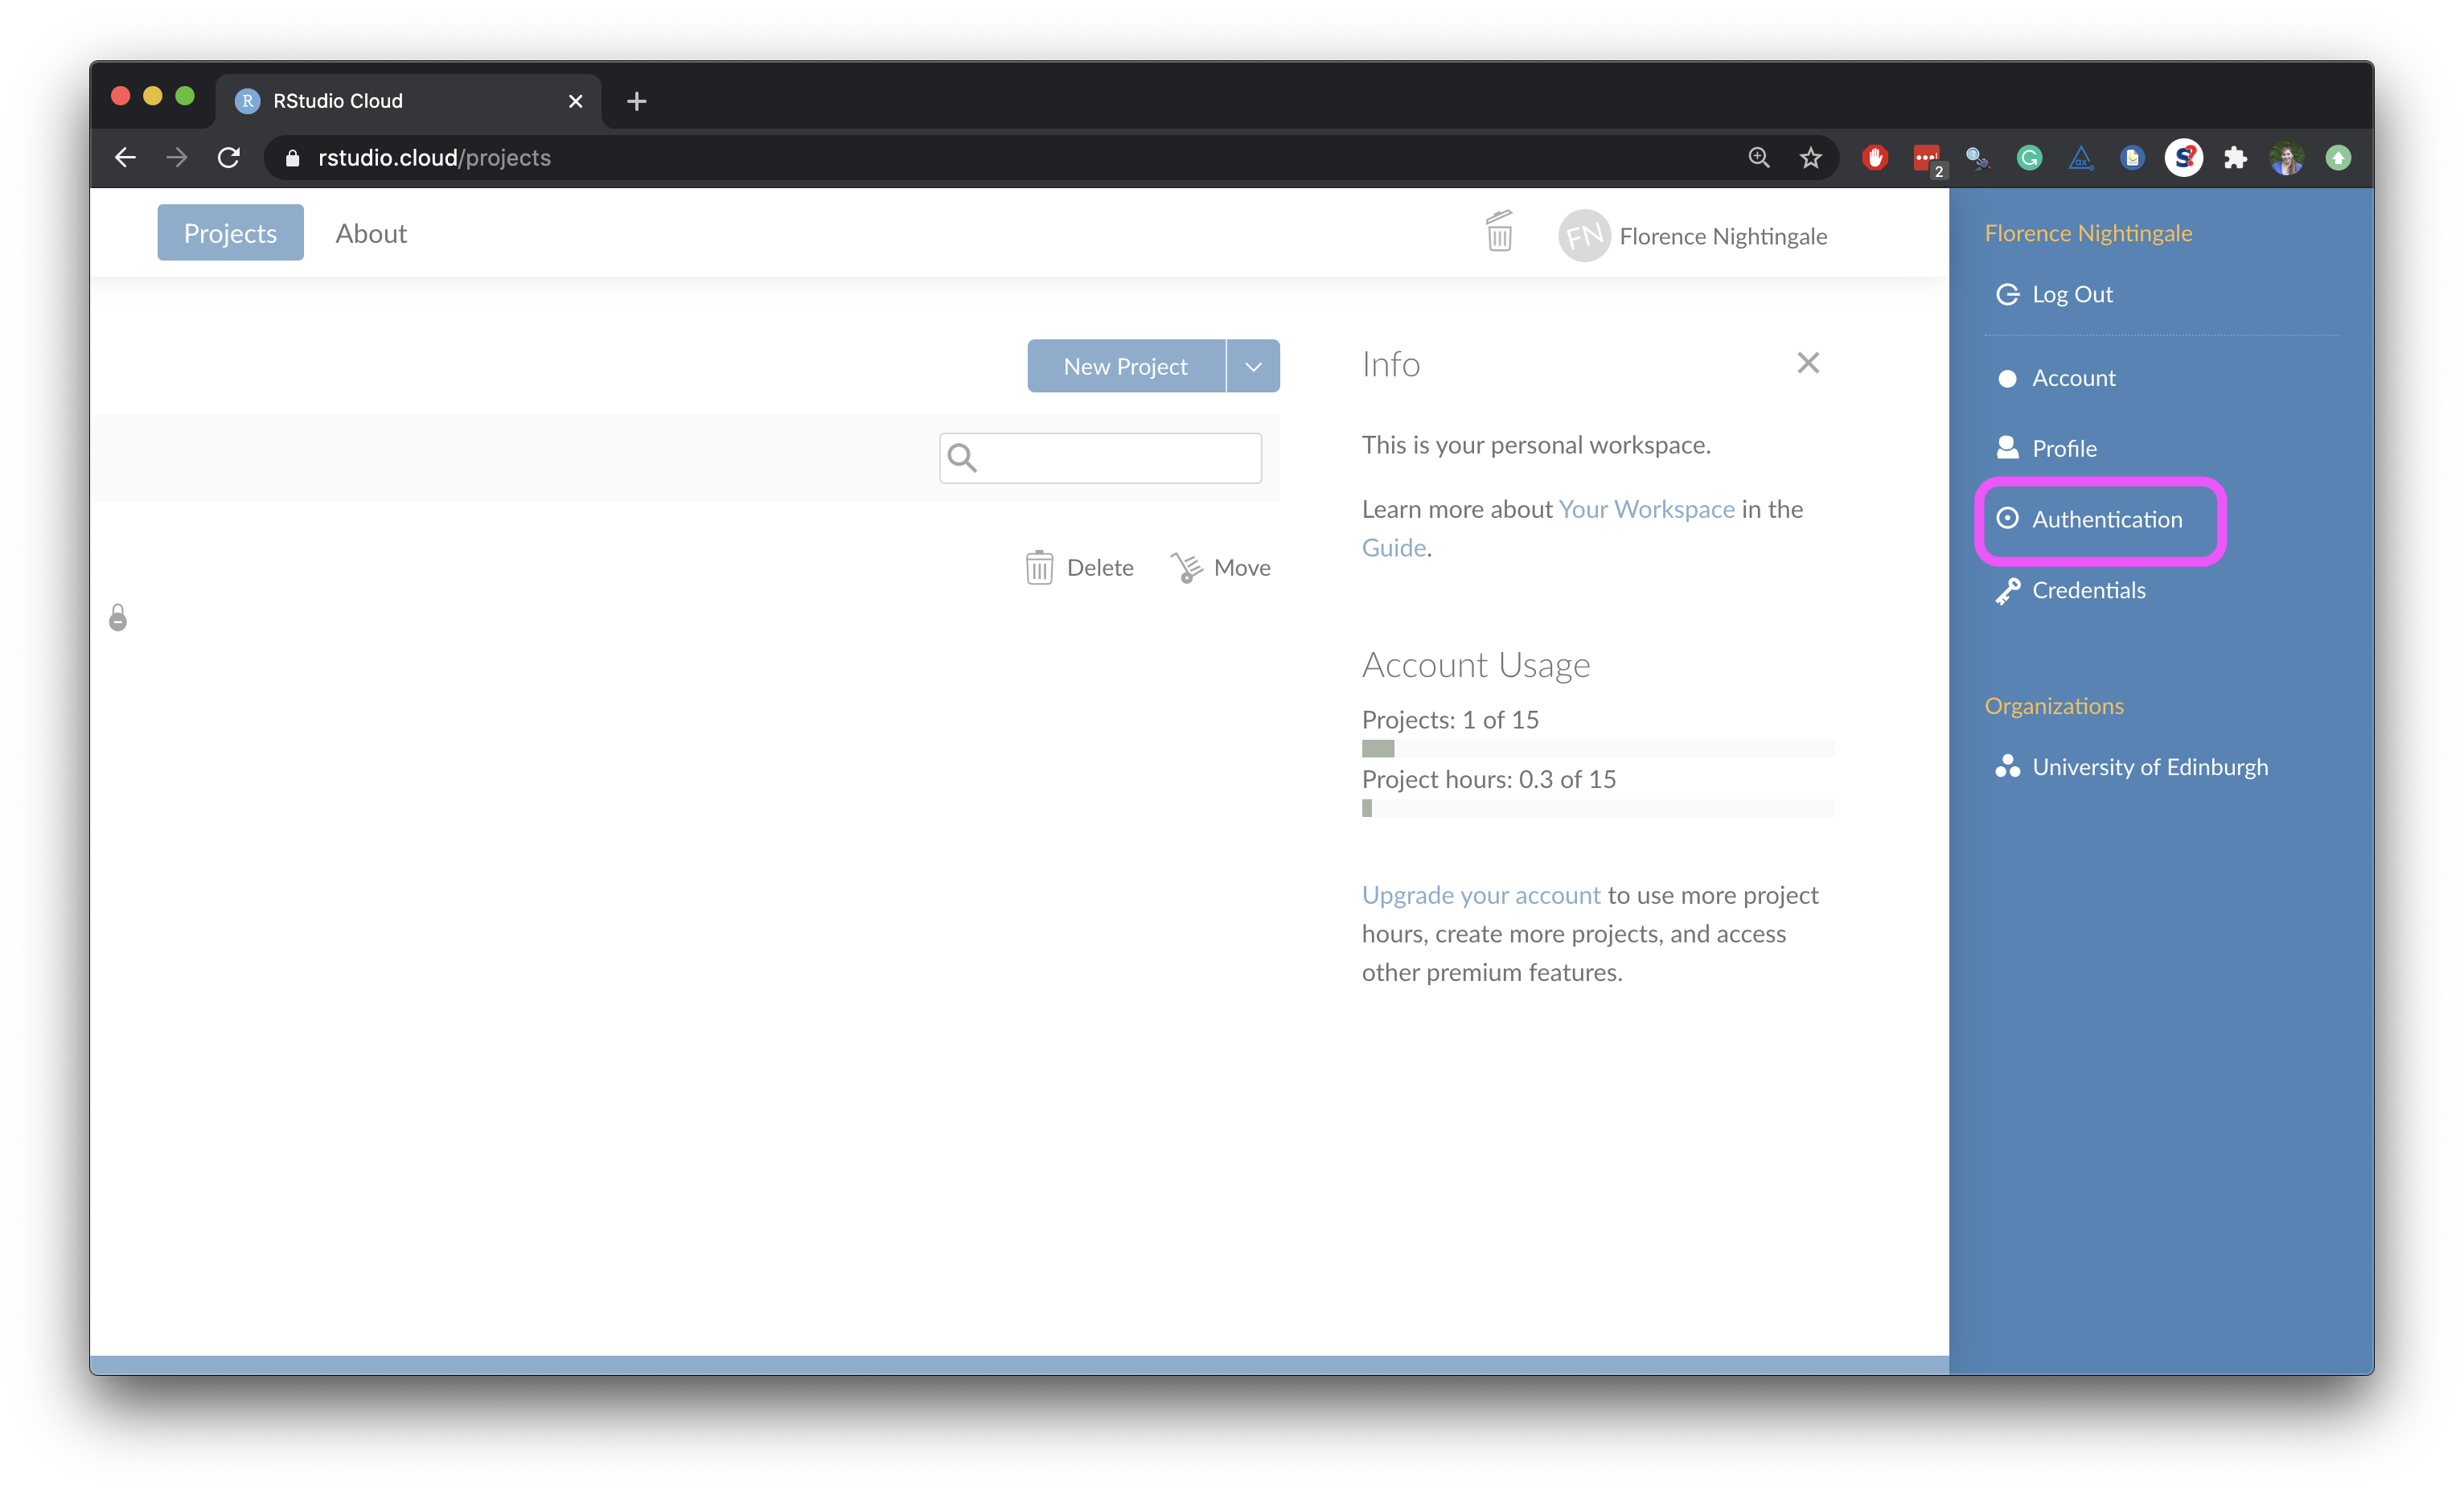 RStudio Cloud
rstudio.cloud/projects
2
Projects
About
FN
Florence Nightingale
New Project
Delete
Move
Info
This is your personal workspace.
Learn more about Your Workspace in the
Guide.
Account Usage
Projects: 1 of 15
Project hours: 0.3 of 15
Upgrade your account to use more project
hours, create more projects, and access
other premium features.
Florence Nightingale
Log Out
Account
Profile
Authentication
Credentials
Organizations
University of Edinburgh